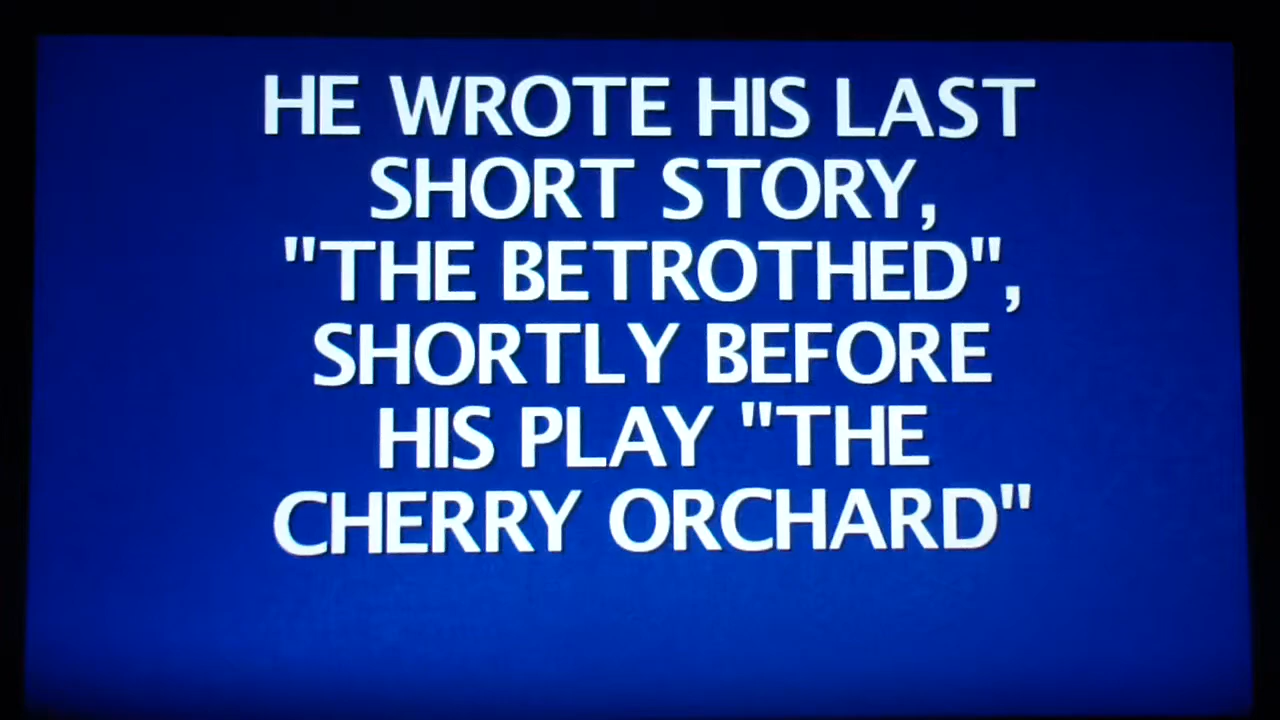 HE WROTE HIS LAST
SHORT STORY,
"THE BETROTHED",
SHORTLY BEFORE
HIS PLAY "THE
CHERRY ORCHARD"